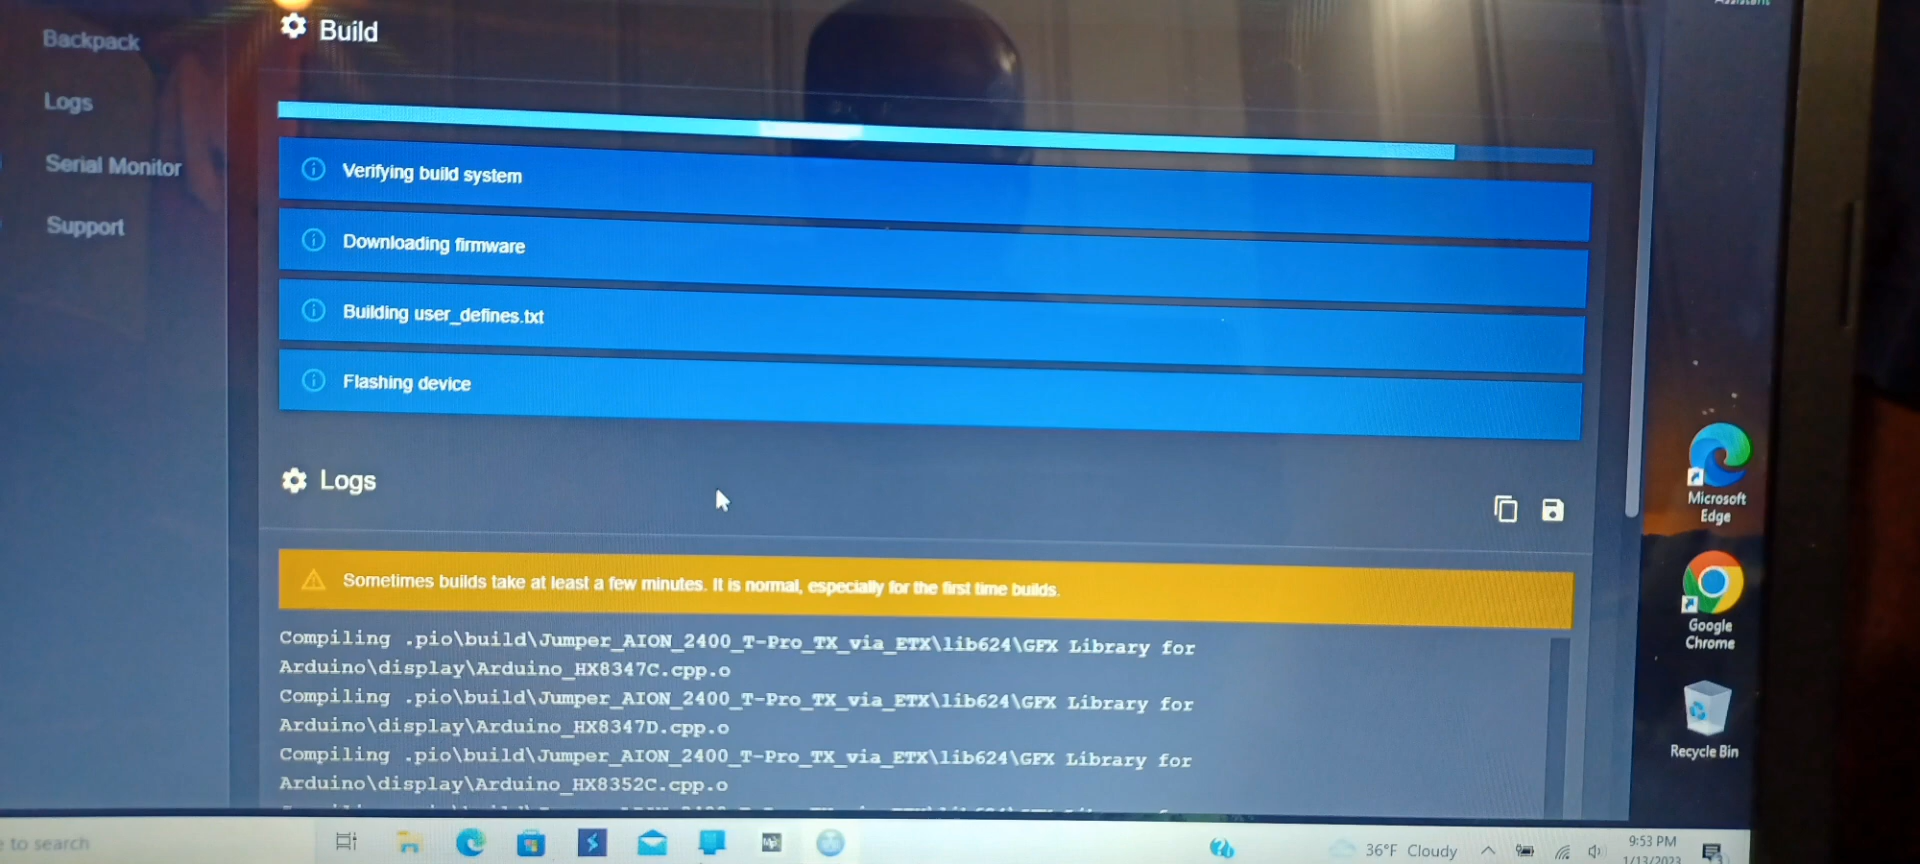 Backpack
Logs
Serial Monitor
Support
Build
Verifying build system
Downloading firmware
Building user_defines.txt
Flashing device
Logs
Sometimes builds take at least a few minutes. It is normal, especially for the first time builds.
Compiling .pio\build\Jumper_AION_2400_T-Pro_TX_via_ETX\lib624\GFX Library for
Arduino\display\Arduino_HX8347C.cpp.o
Compiling .pio\build\Jumper_AION_2400_T-Pro_TX_via_ETX\lib624\GFX Library for
Arduino\display\Arduino_HX8347D.cpp.o
Compiling .pio\build\Jumper_AION_2400_T-Pro_TX_via_ETX\lib624\GFX Library for
Arduino\display\Arduino_HX8352C.cpp.o
Microsoft
Edge
Google
Chrome
Recycle Bin
to search
36°F Cloudy
9:53 PM
1/13/2023